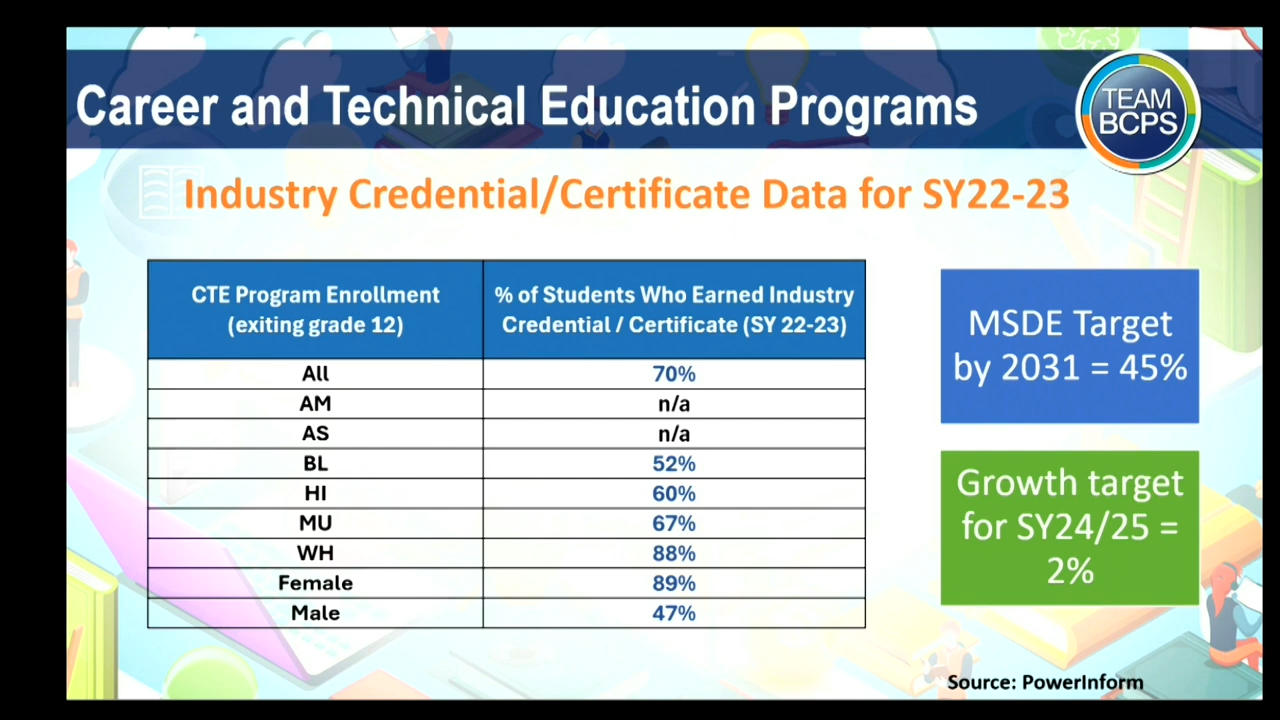 Career and Technical Education Programs
TEAM
BCPS
Industry Credential/Certificate Data for SY22-23
CTE Program Enrollment
(exiting grade 12)
% of Students Who Earned Industry
Credential / Certificate (SY 22-23)
All 70%
AM n/a
AS n/a
BL 52%
HI 60%
MU 67%
WH 88%
Female 89%
Male 47%
MSDE Target
by 2031 = 45%
Growth target
for SY24/25 =
2%
Source: PowerInform